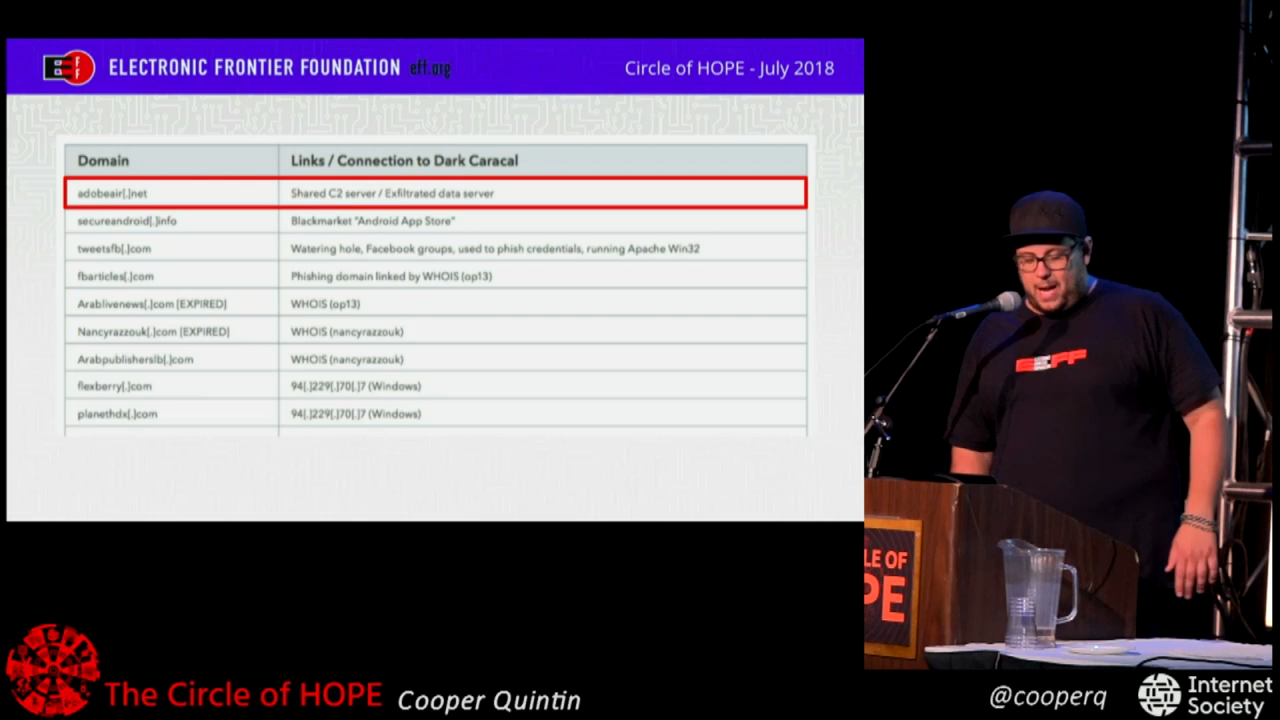 EFF ELECTRONIC FRONTIER FOUNDATION eff.org Circle of HOPE - July 2018
Domain Links / Connection to Dark Caracal
adobeair[.]net Shared C2 server / Exfiltrated data server
secureandroid[.]info Blackmarket "Android App Store"
tweetsfb[.]com Watering hole, Facebook groups, used to phish credentials, running Apache Win32
fbarticles[.]com Phishing domain linked by WHOIS (op13)
Arablivenews[.]com [EXPIRED] WHOIS (op13)
Nancyrazzouk[.]com [EXPIRED] WHOIS (nancyrazzouk)
Arabpublisherslb[.]com WHOIS (nancyrazzouk)
flexberry[.]com 94[.]229[.]70[.]7 (Windows)
planethdx[.]com 94[.]229[.]70[.]7 (Windows)
EFF
LE OF
PE
The Circle of HOPE Cooper Quintin @cooperq Internet Society